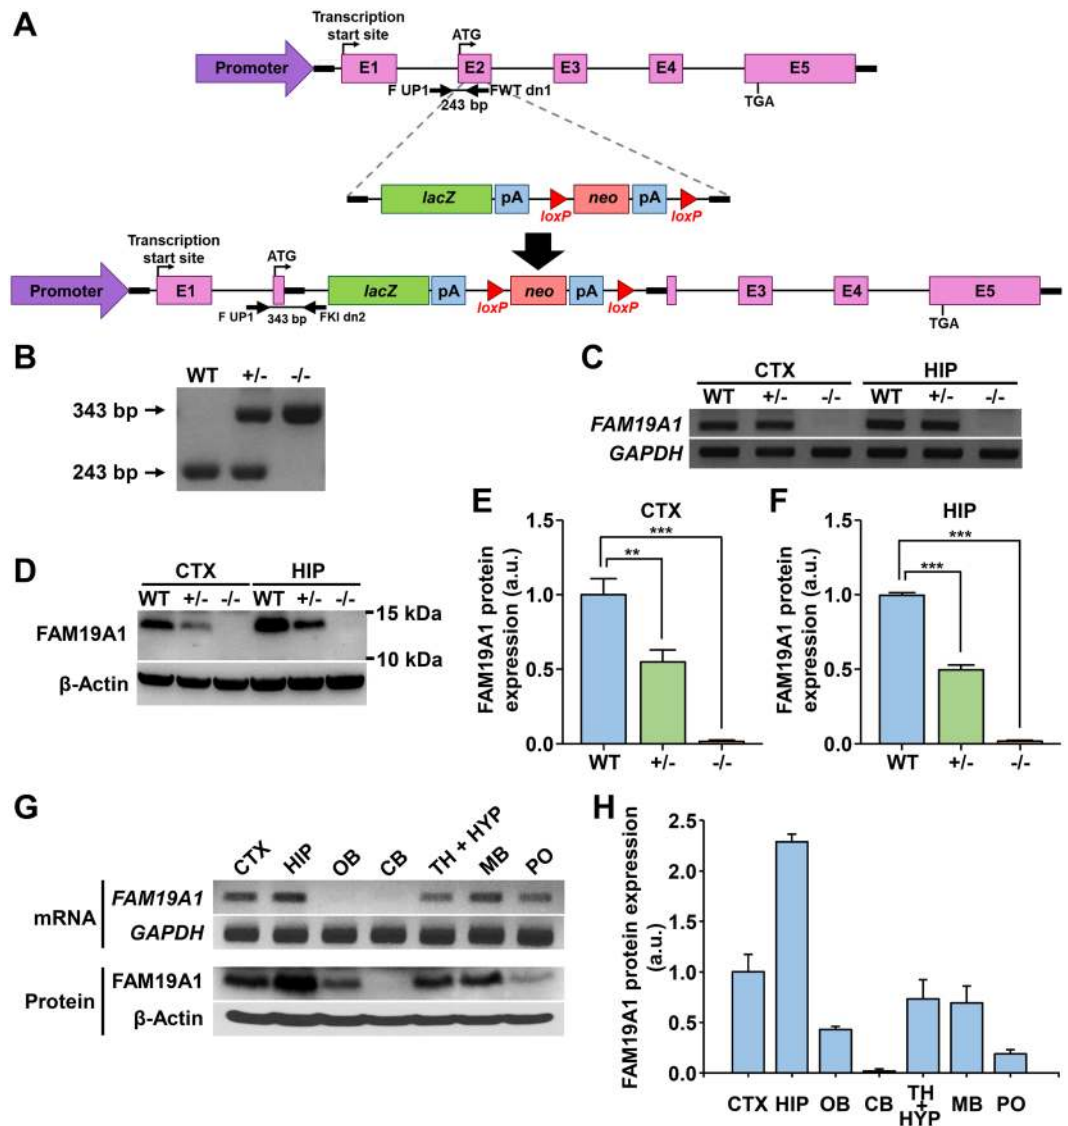 A
Transcription
start site
ATG
Promoter
E1
E2
E3
E4
E5
F UP1
FWT dn1
243 bp
TGA
lacZ
pA
loxP
neo
pA
loxP
Transcription
start site
ATG
Promoter
E1
lacZ
pA
loxP
neo
pA
loxP
E3
E4
E5
F UP1
343 bp
FKI dn2
TGA
B
WT +/- -/-
343 bp
243 bp
C
CTX HIP
WT +/- -/- WT +/- -/-
FAM19A1
GAPDH
D
CTX HIP
WT +/- -/- WT +/- -/-
FAM19A1
15 kDa
10 kDa
β-Actin
E
CTX
FAM19A1 protein
expression (a.u.)
1.5
1.0
0.5
0.0
***
**
WT +/- -/-
F
HIP
FAM19A1 protein
expression (a.u.)
1.5
1.0
0.5
0.0
***
***
WT +/- -/-
G
CTX HIP OB CB TH + HYP MB PO
mRNA
FAM19A1
GAPDH
Protein
FAM19A1
β-Actin
H
FAM19A1 protein expression
(a.u.)
2.5
2.0
1.5
1.0
0.5
0.0
CTX HIP OB CB TH + HYP MB PO